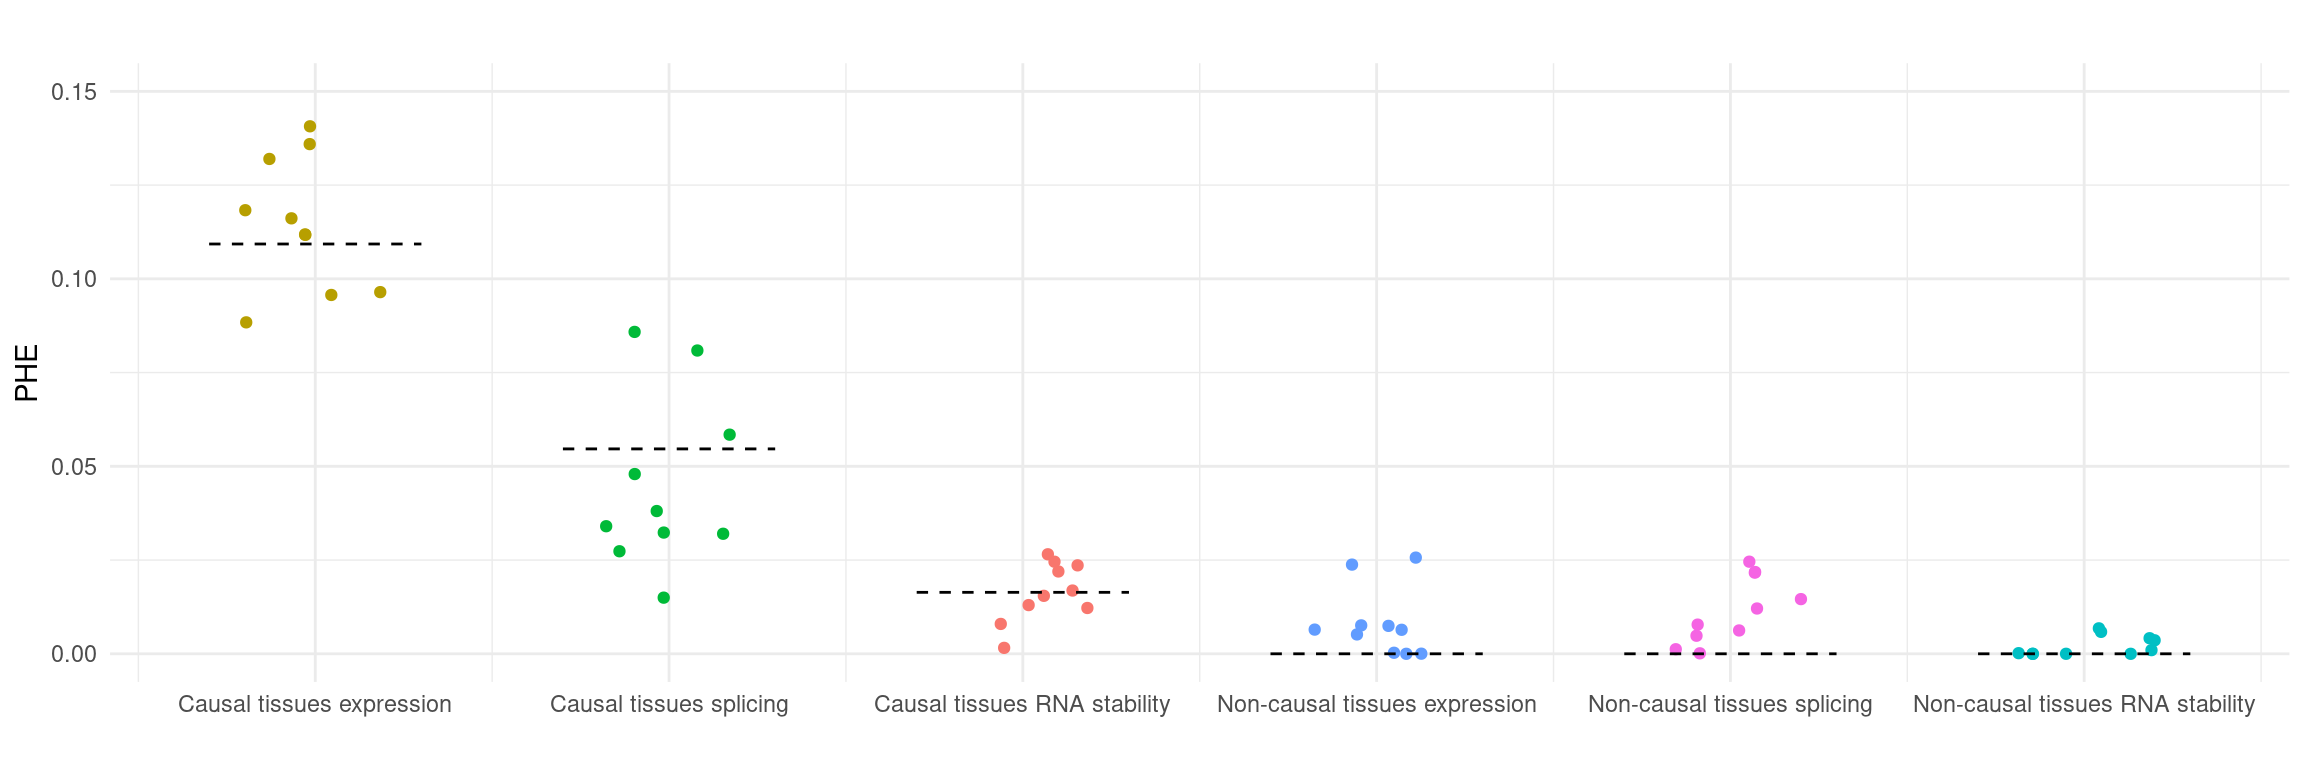 0.15
0.10
0.05
0.00
PHE
Causal tissues expression
Causal tissues splicing
Causal tissues RNA stability
Non-causal tissues expression
Non-causal tissues splicing
Non-causal tissues RNA stability